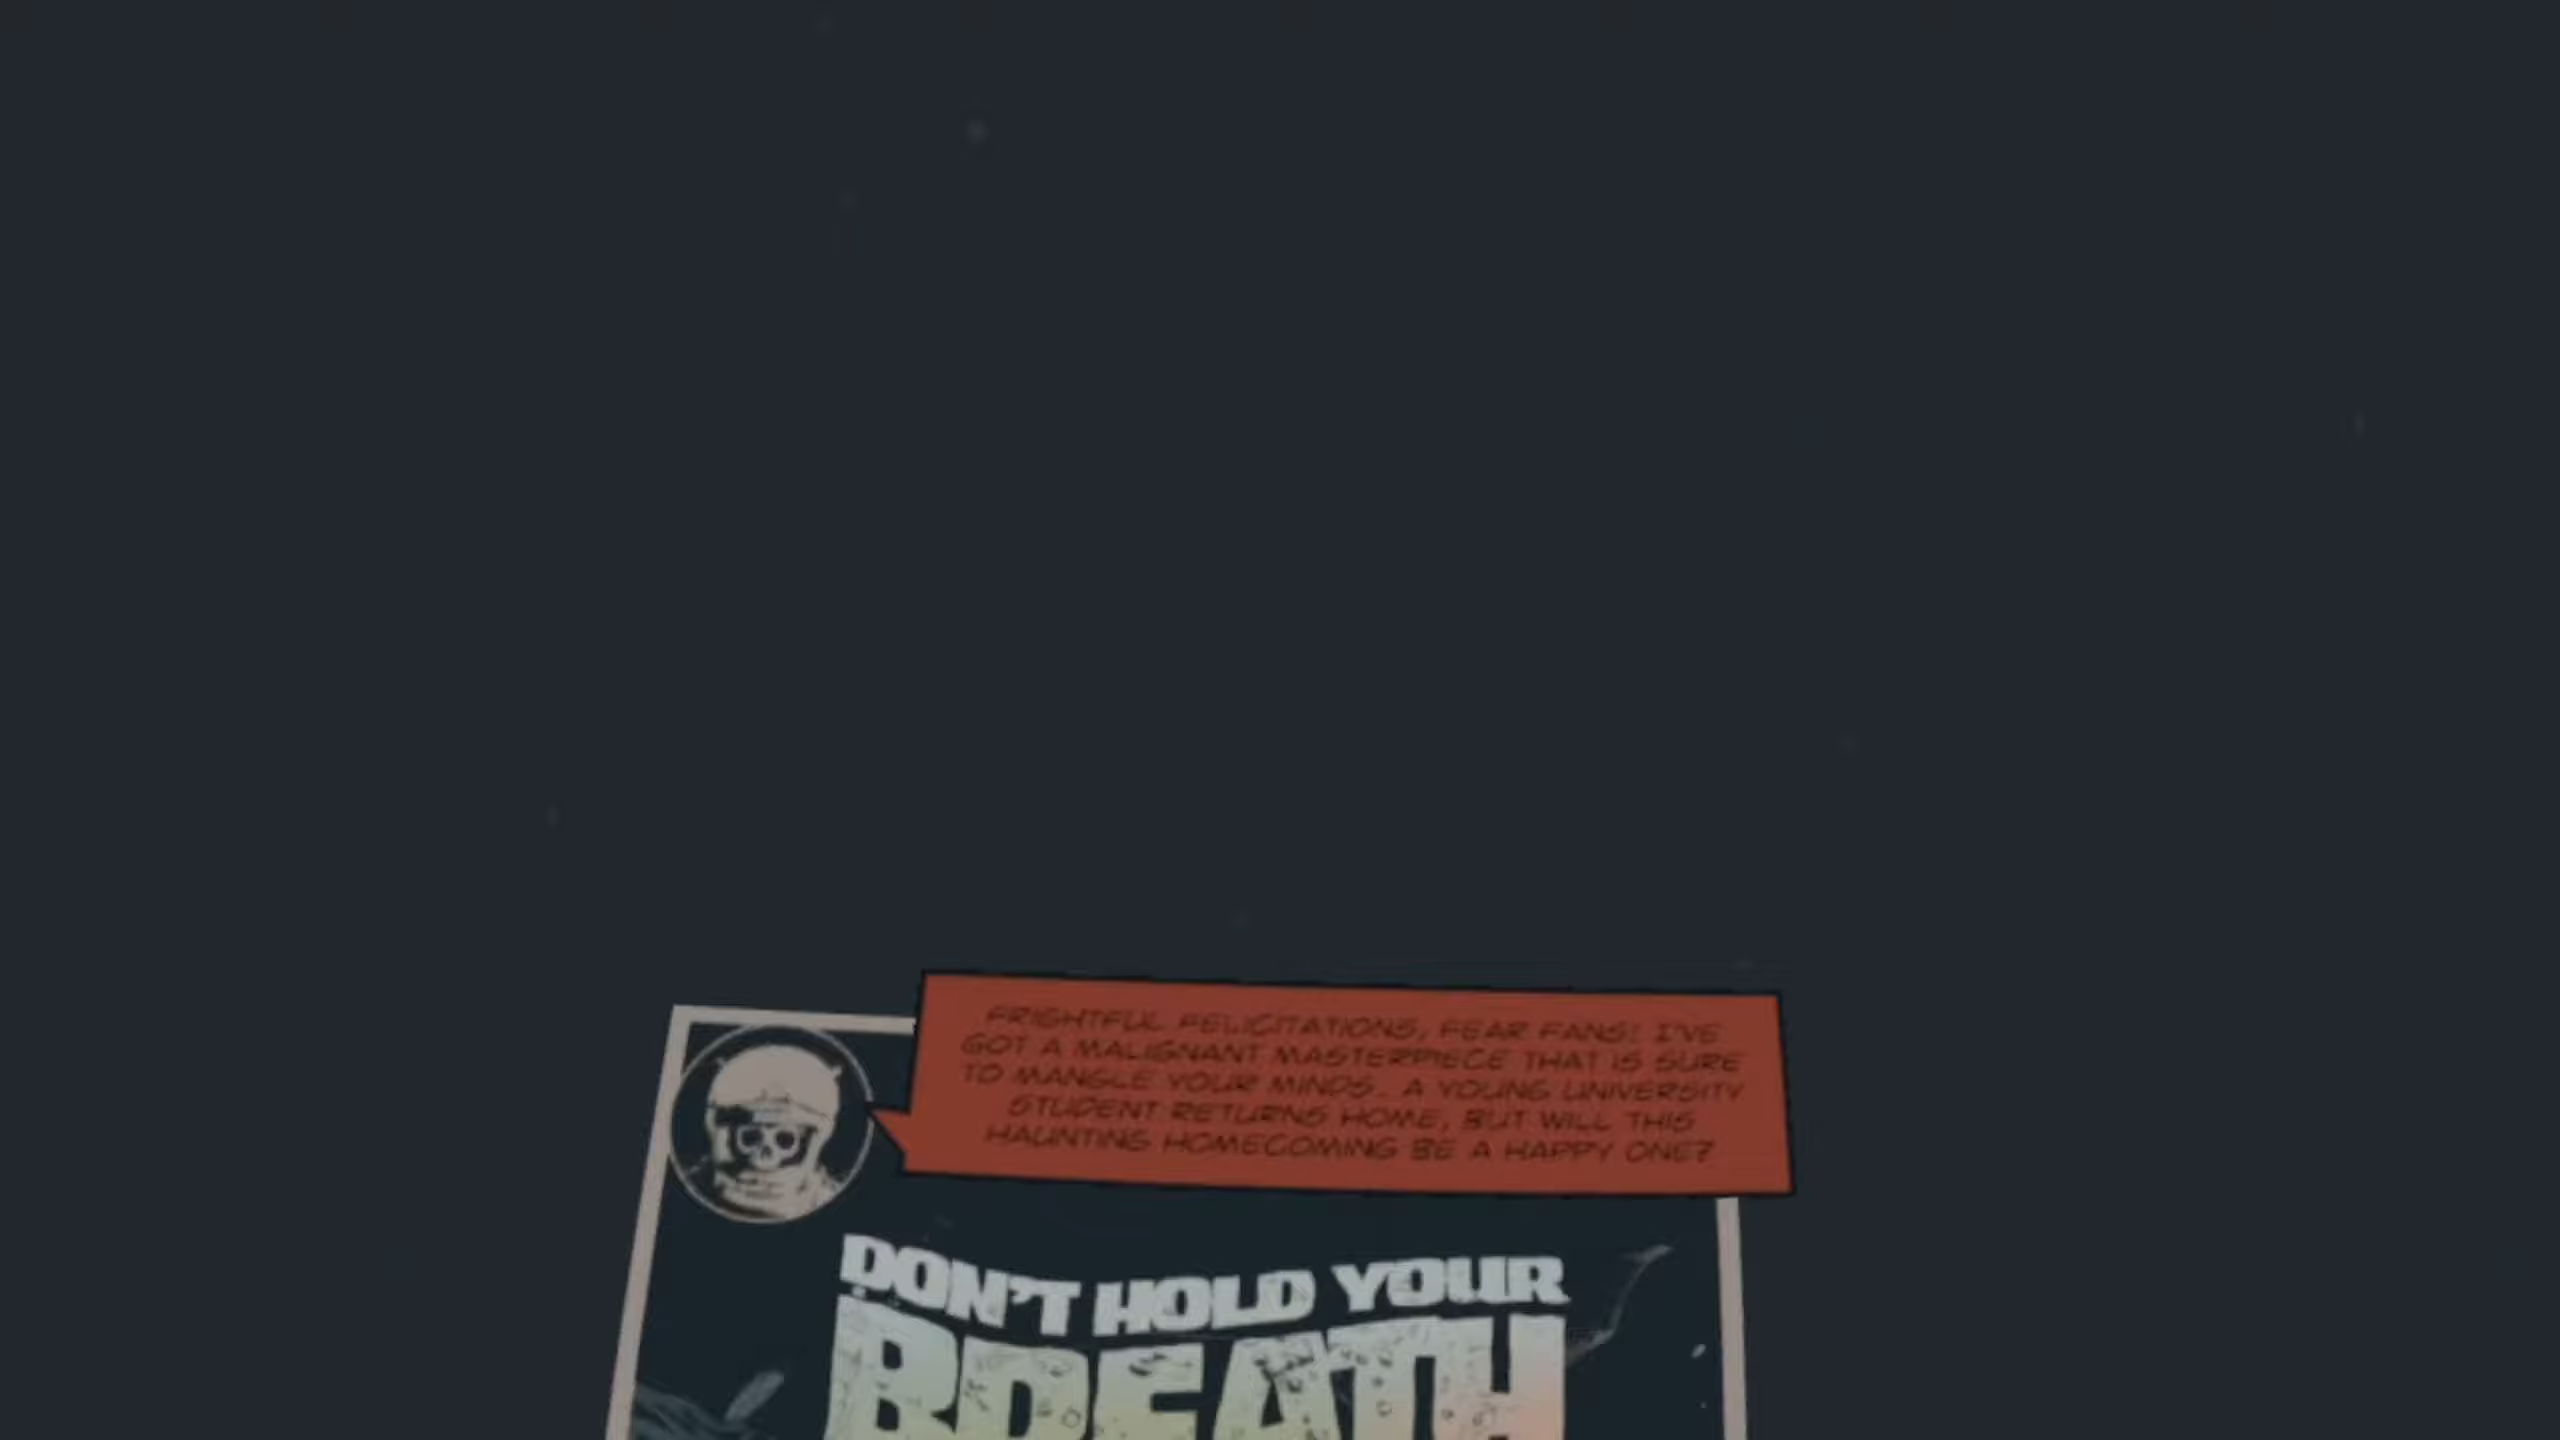 FRIGHTFUL FELICITATIONS, FEAR FANS! I'VE
GOT A MALIGNANT MASTERPIECE THAT IS SURE
TO MANGLE YOUR MINDS. A YOUNG UNIVERSITY
STUDENT RETURNS HOME, BUT WILL THIS
HAUNTING HOMECOMING BE A HAPPY ONE?
DON'T HOLD YOUR
BREATH